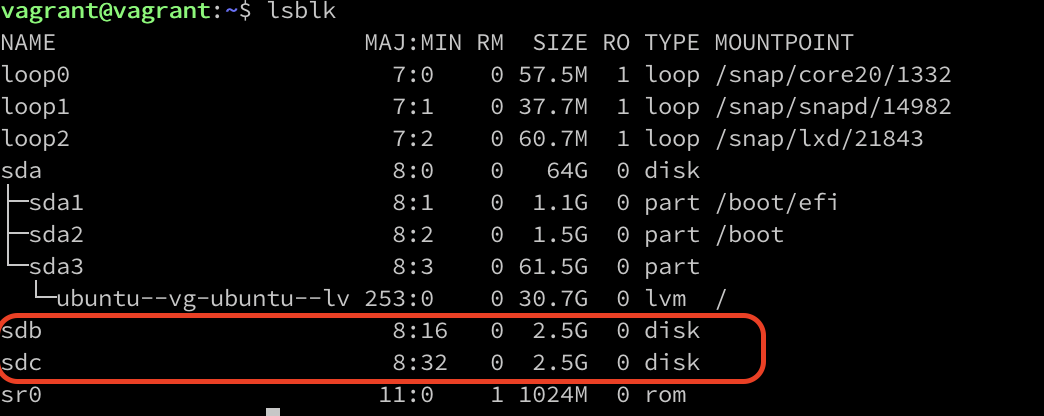 vagrant@vagrant:~$ lsblk
NAME                      MAJ:MIN RM  SIZE RO TYPE MOUNTPOINT
loop0                       7:0    0 57.5M  1 loop /snap/core20/1332
loop1                       7:1    0 37.7M  1 loop /snap/snapd/14982
loop2                       7:2    0 60.7M  1 loop /snap/lxd/21843
sda                         8:0    0   64G  0 disk
├─sda1                      8:1    0  1.1G  0 part /boot/efi
├─sda2                      8:2    0  1.5G  0 part /boot
└─sda3                      8:3    0 61.5G  0 part
  └─ubuntu--vg-ubuntu--lv 253:0    0 30.7G  0 lvm  /
sdb                         8:16   0  2.5G  0 disk
sdc                         8:32   0  2.5G  0 disk
sr0                        11:0    1 1024M  0 rom